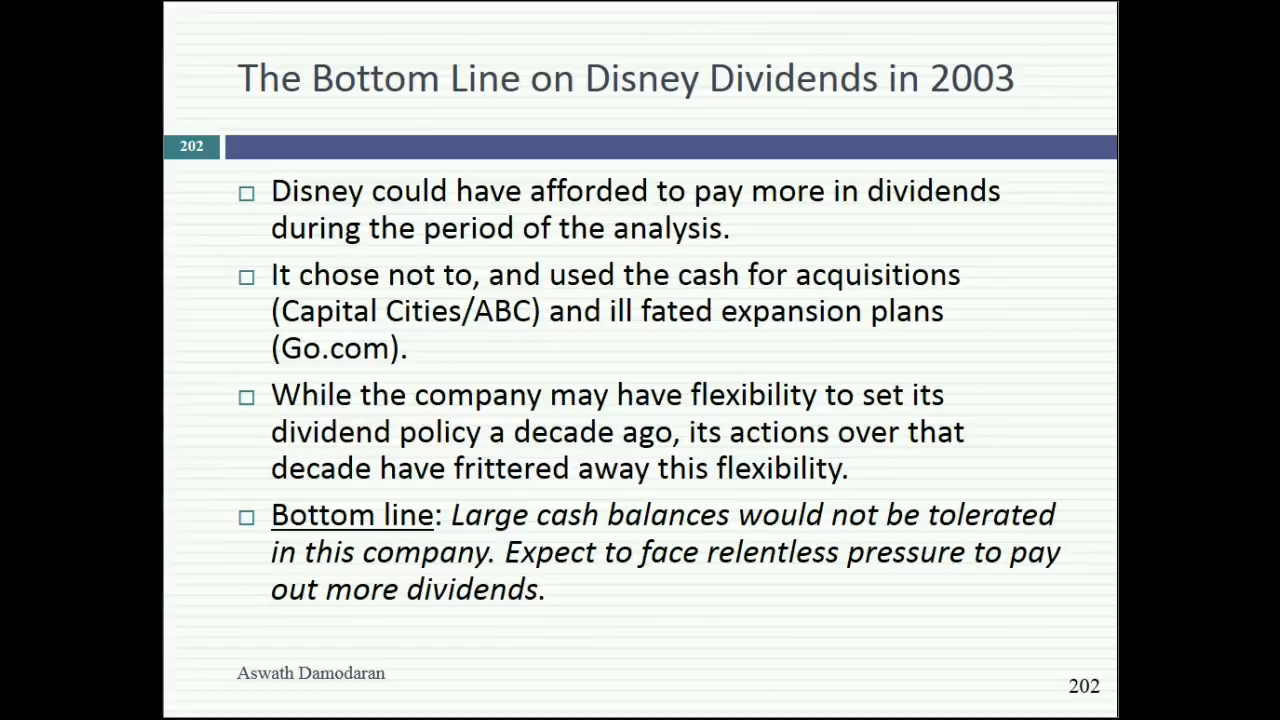 The Bottom Line on Disney Dividends in 2003
202
Disney could have afforded to pay more in dividends
during the period of the analysis.
It chose not to, and used the cash for acquisitions
(Capital Cities/ABC) and ill fated expansion plans
(Go.com).
While the company may have flexibility to set its
dividend policy a decade ago, its actions over that
decade have frittered away this flexibility.
Bottom line: Large cash balances would not be tolerated
in this company. Expect to face relentless pressure to pay
out more dividends.
Aswath Damodaran
202